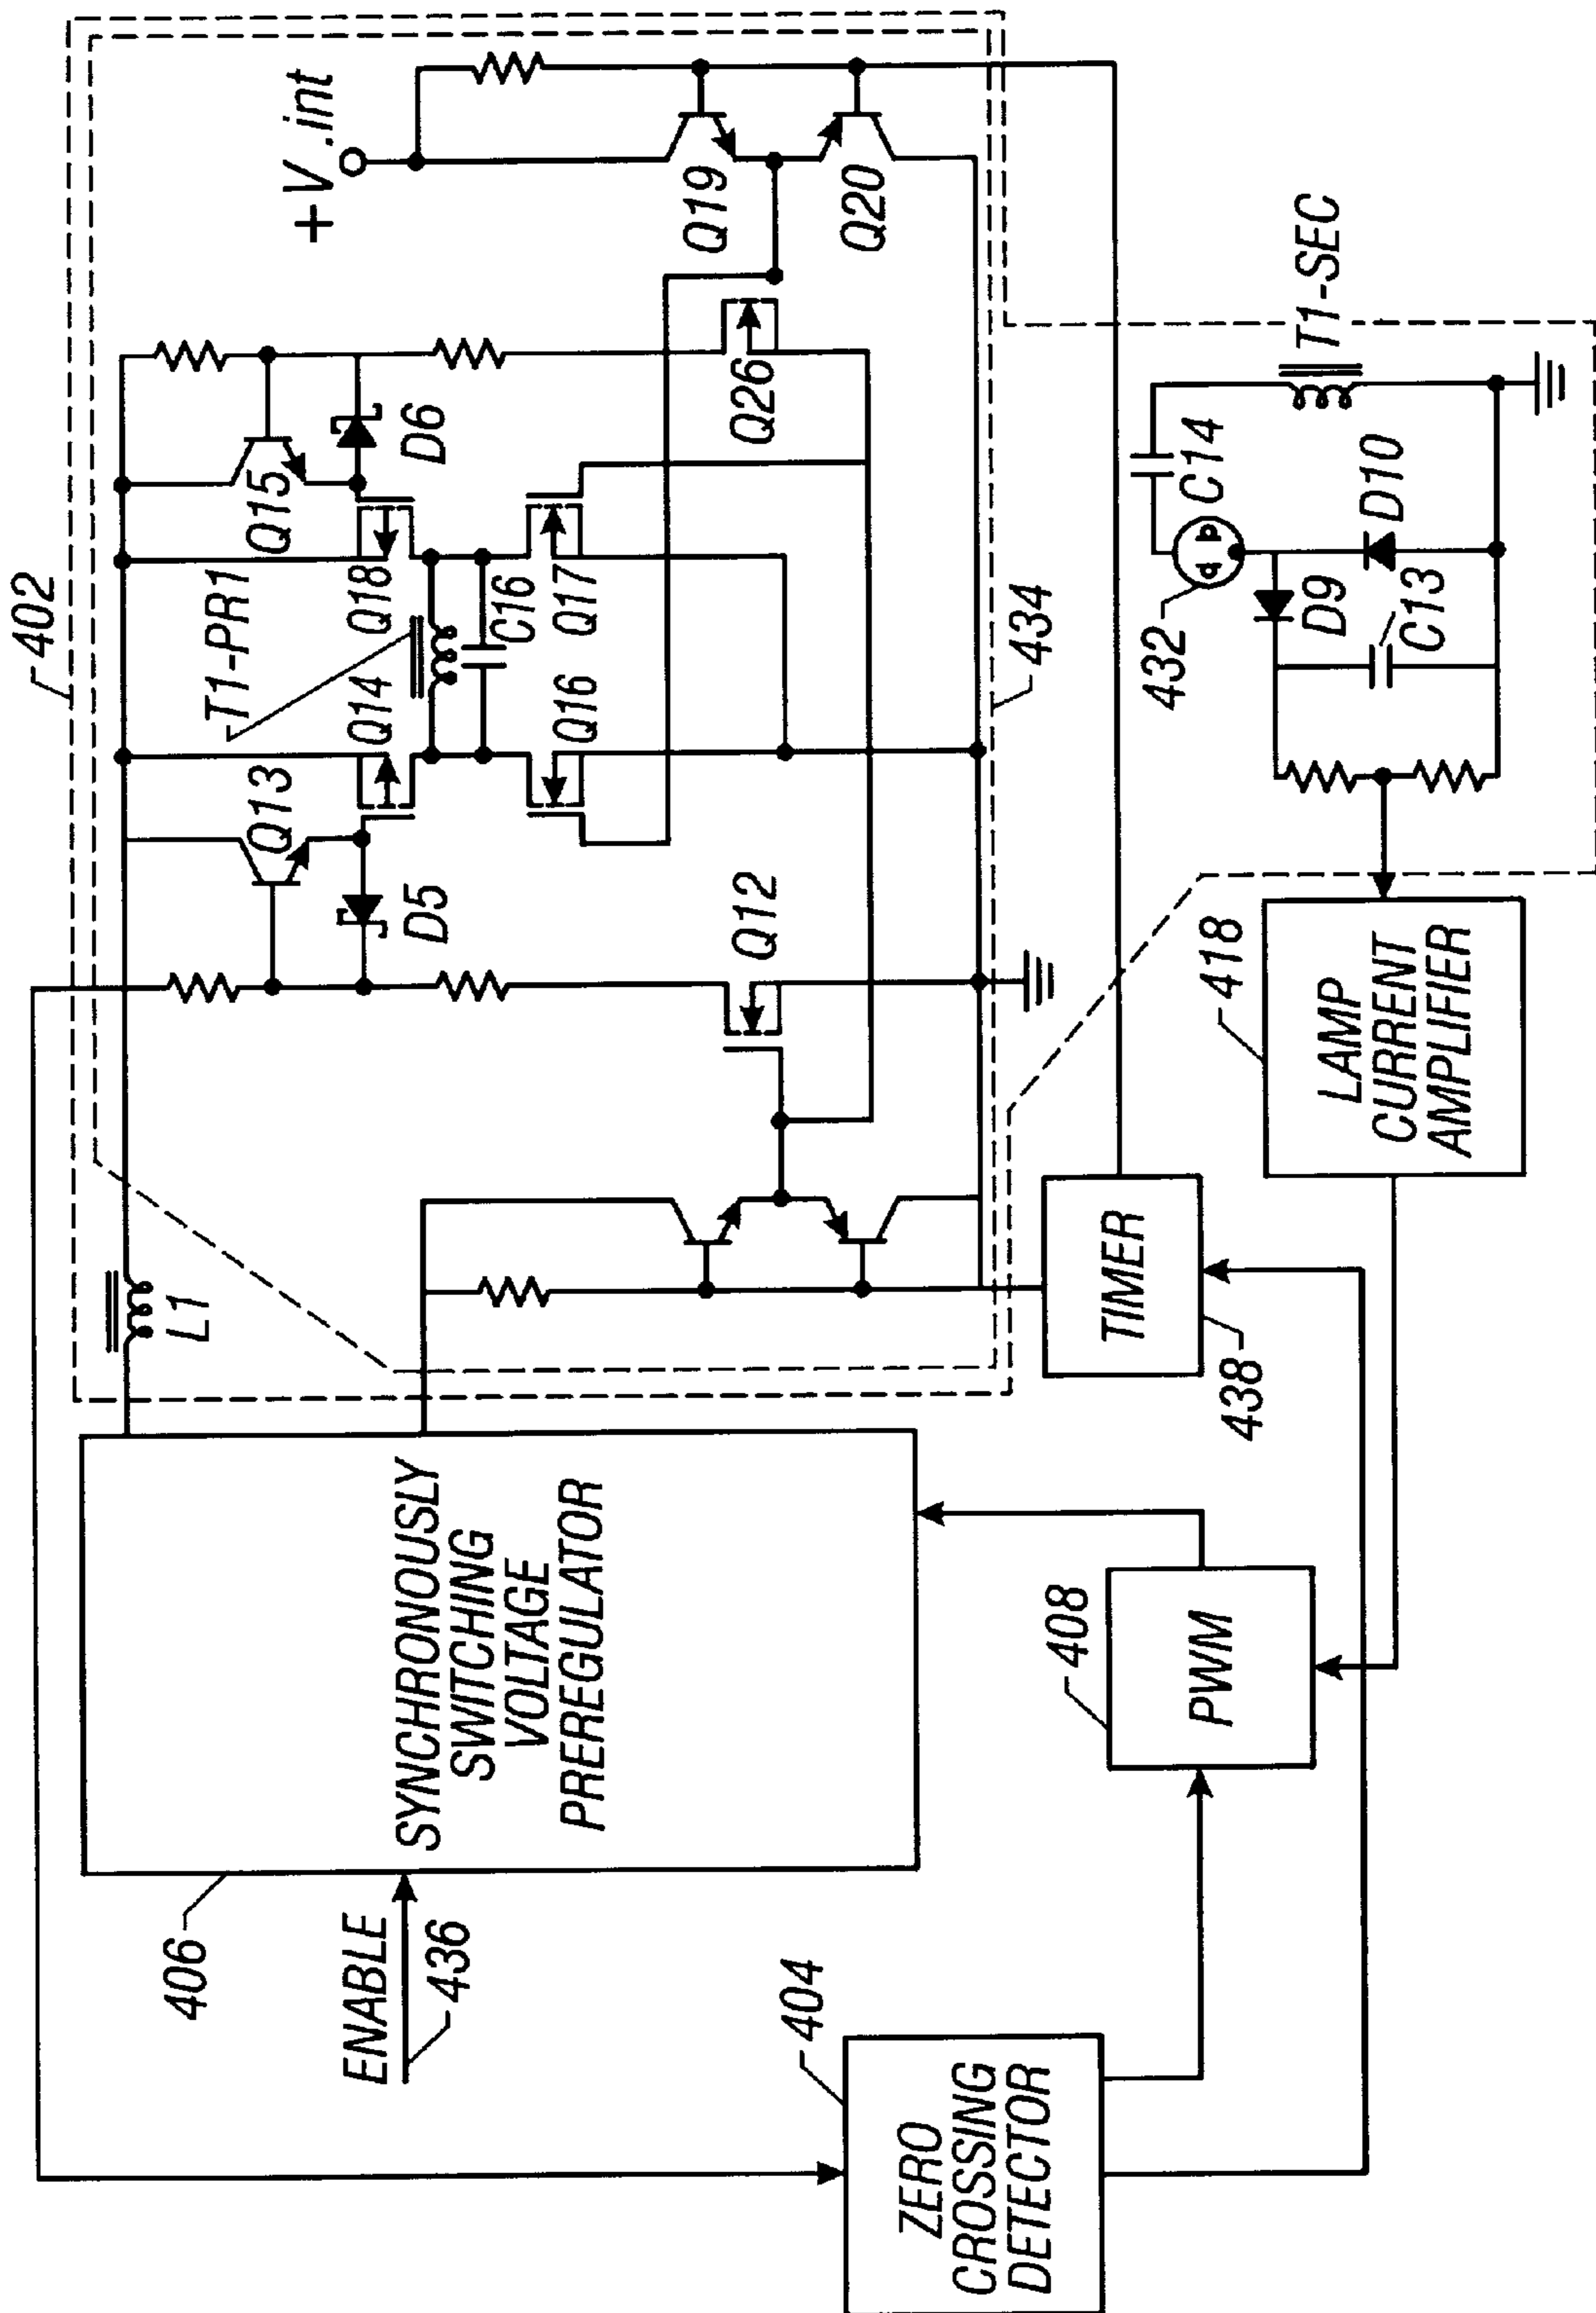 402
+V .int
T1-PR1
L1
Q13
Q14
Q18
Q15
D5
D6
C16
Q16
Q17
Q12
Q26
Q19
Q20
434
SYNCHRONOUSLY
SWITCHING
VOLTAGE
PREREGULATOR
406
ENABLE
436
404
ZERO
CROSSING
DETECTOR
408
PWM
TIMER
438
418
LAMP
CURRENT
AMPLIFIER
432
C14
T1-SEC
D9
D10
C13